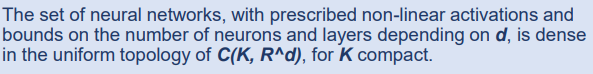 The set of neural networks, with prescribed non-linear activations and
bounds on the number of neurons and layers depending on d, is dense
in the uniform topology of C(K, R^d), for K compact.